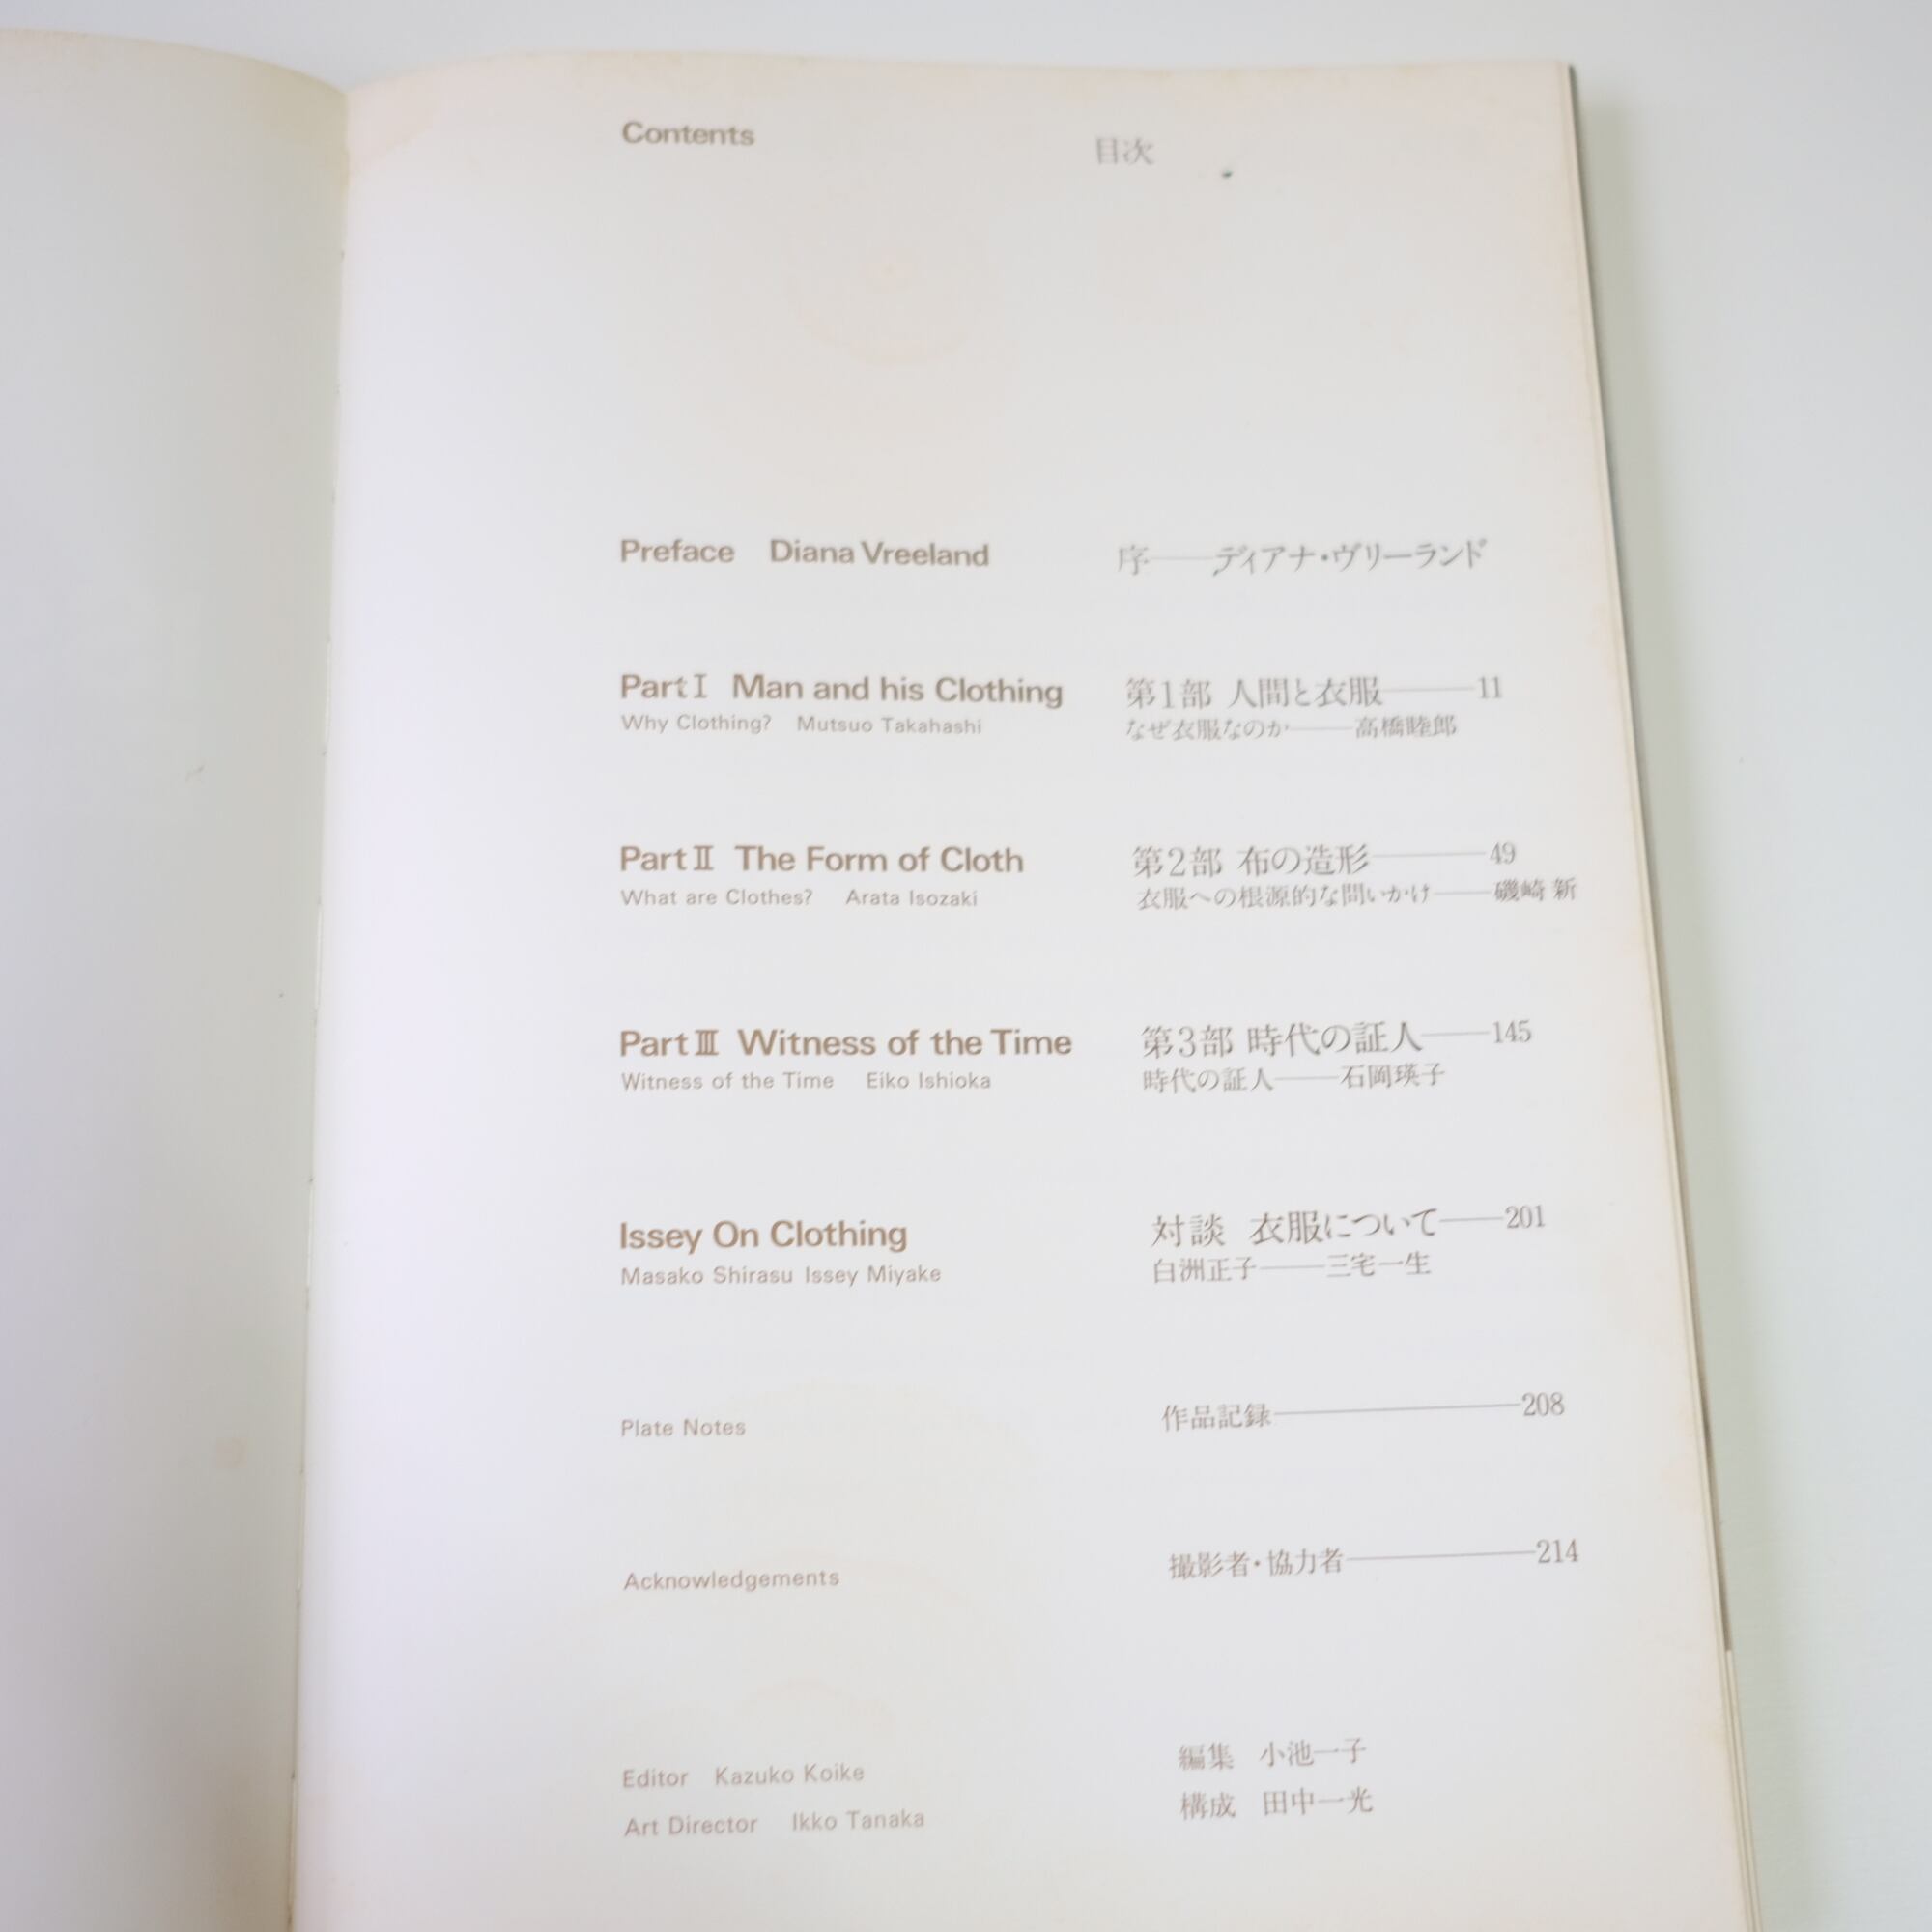 Contents 目次
Preface Diana Vreeland 序——ディアナ・ヴリーランド
Part I Man and his Clothing 第1部 人間と衣服——11
Why Clothing? Mutsuo Takahashi なぜ衣服なのか——高橋睦郎
Part II The Form of Cloth 第2部 布の造形——49
What are Clothes? Arata Isozaki 衣服への根源的な問いかけ——磯崎 新
Part III Witness of the Time 第3部 時代の証人——145
Witness of the Time Eiko Ishioka 時代の証人——石岡瑛子
Issey On Clothing 対談 衣服について——201
Masako Shirasu Issey Miyake 白洲正子——三宅一生
Plate Notes 作品記録——208
Acknowledgements 撮影者・協力者——214
Editor Kazuko Koike 編集 小池一子
Art Director Ikko Tanaka 構成 田中一光